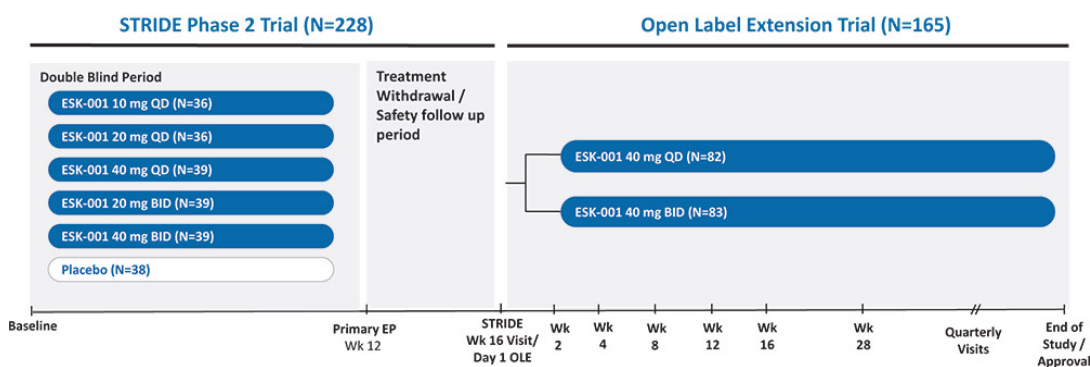 STRIDE Phase 2 Trial (N=228)
Open Label Extension Trial (N=165)
Double Blind Period
ESK-001 10 mg QD (N=36)
ESK-001 20 mg QD (N=36)
ESK-001 40 mg QD (N=39)
ESK-001 20 mg BID (N=39)
ESK-001 40 mg BID (N=39)
Placebo (N=38)
Treatment
Withdrawal /
Safety follow up
period
ESK-001 40 mg QD (N=82)
ESK-001 40 mg BID (N=83)
Baseline
Primary EP
Wk 12
STRIDE
Wk 16 Visit/
Day 1 OLE
Wk
2
Wk
4
Wk
8
Wk
12
Wk
16
Wk
28
Quarterly
Visits
End of
Study /
Approval